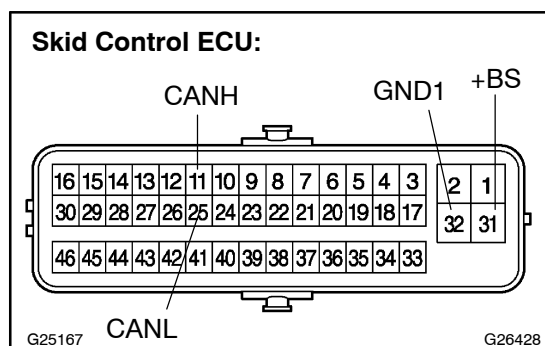 Skid Control ECU:
CANH
GND1
+BS
16 15 14 13 12 11 10 9 8 7 6 5 4 3 2 1
30 29 28 27 26 25 24 23 22 21 20 19 18 17 32 31
46 45 44 43 42 41 40 39 38 37 36 35 34 33
CANL
G25167
G26428